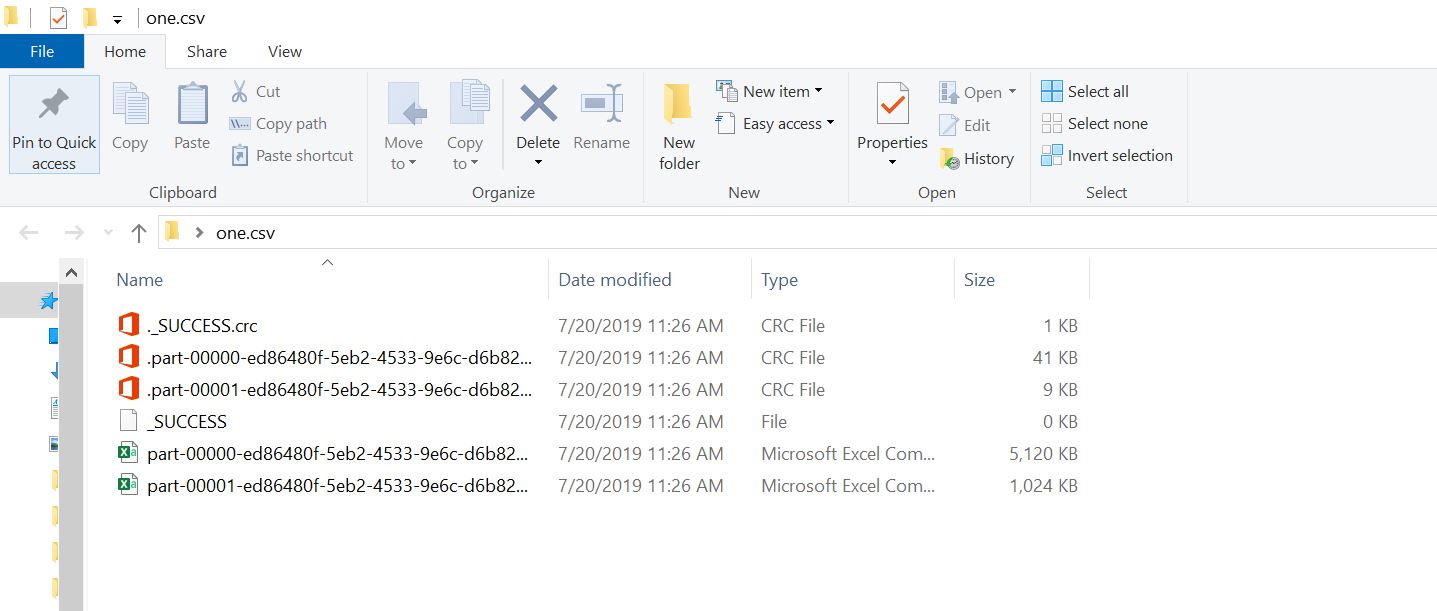 one.csv
File Home Share View
Pin to Quick access
Copy
Paste
Cut
Copy path
Paste shortcut
Clipboard
Move to
Copy to
Delete
Rename
Organize
New folder
New item
Easy access
New
Properties
Open
Edit
History
Open
Select all
Select none
Invert selection
Select
one.csv
Name Date modified Type Size
._SUCCESS.crc 7/20/2019 11:26 AM CRC File 1 KB
.part-00000-ed86480f-5eb2-4533-9e6c-d6b82... 7/20/2019 11:26 AM CRC File 41 KB
.part-00001-ed86480f-5eb2-4533-9e6c-d6b82... 7/20/2019 11:26 AM CRC File 9 KB
_SUCCESS 7/20/2019 11:26 AM File 0 KB
part-00000-ed86480f-5eb2-4533-9e6c-d6b82... 7/20/2019 11:26 AM Microsoft Excel Com... 5,120 KB
part-00001-ed86480f-5eb2-4533-9e6c-d6b82... 7/20/2019 11:26 AM Microsoft Excel Com... 1,024 KB